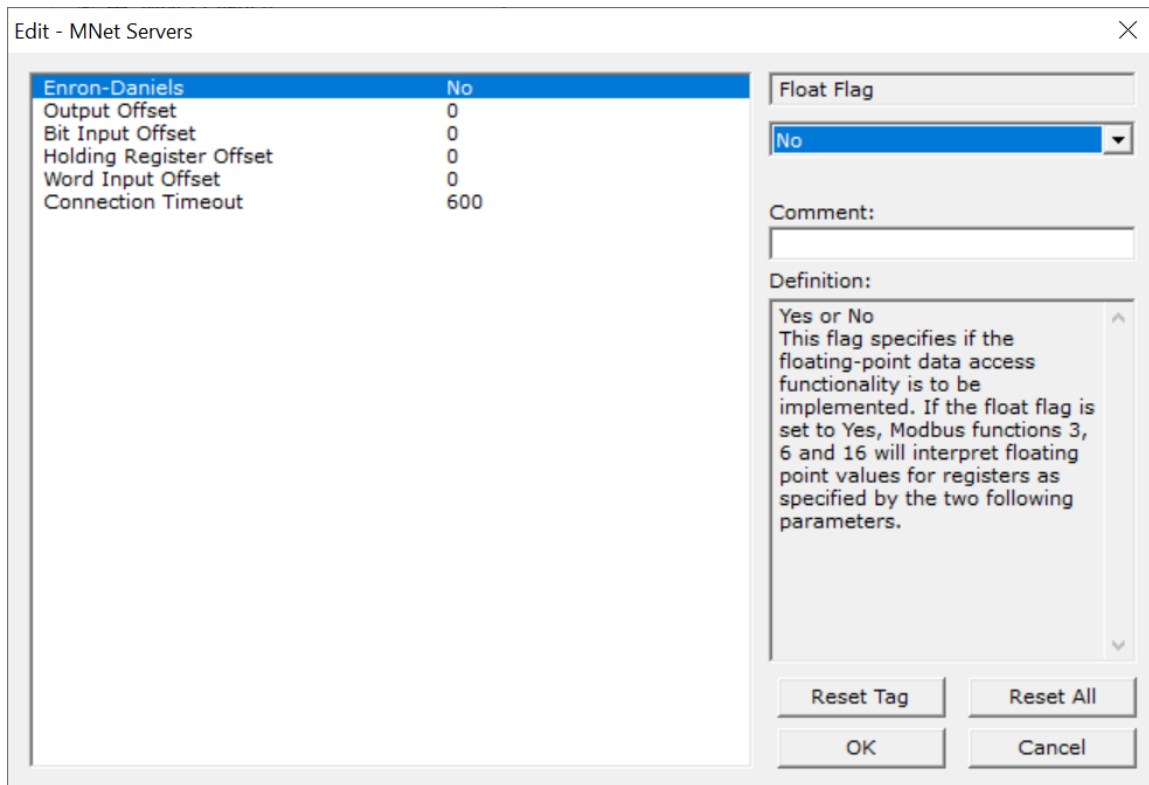 Edit - MNet Servers
Enron-Daniels No
Output Offset 0
Bit Input Offset 0
Holding Register Offset 0
Word Input Offset 0
Connection Timeout 600
Float Flag
No
Comment:
Definition:
Yes or No
This flag specifies if the
floating-point data access
functionality is to be
implemented. If the float flag is
set to Yes, Modbus functions 3,
6 and 16 will interpret floating
point values for registers as
specified by the two following
parameters.
Reset Tag Reset All
OK Cancel